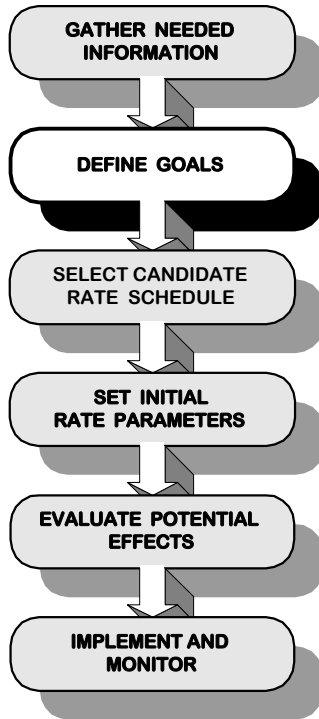 GATHER NEEDED
INFORMATION
DEFINE GOALS
SELECT CANDIDATE
RATE SCHEDULE
SET INITIAL
RATE PARAMETERS
EVALUATE POTENTIAL
EFFECTS
IMPLEMENT AND
MONITOR